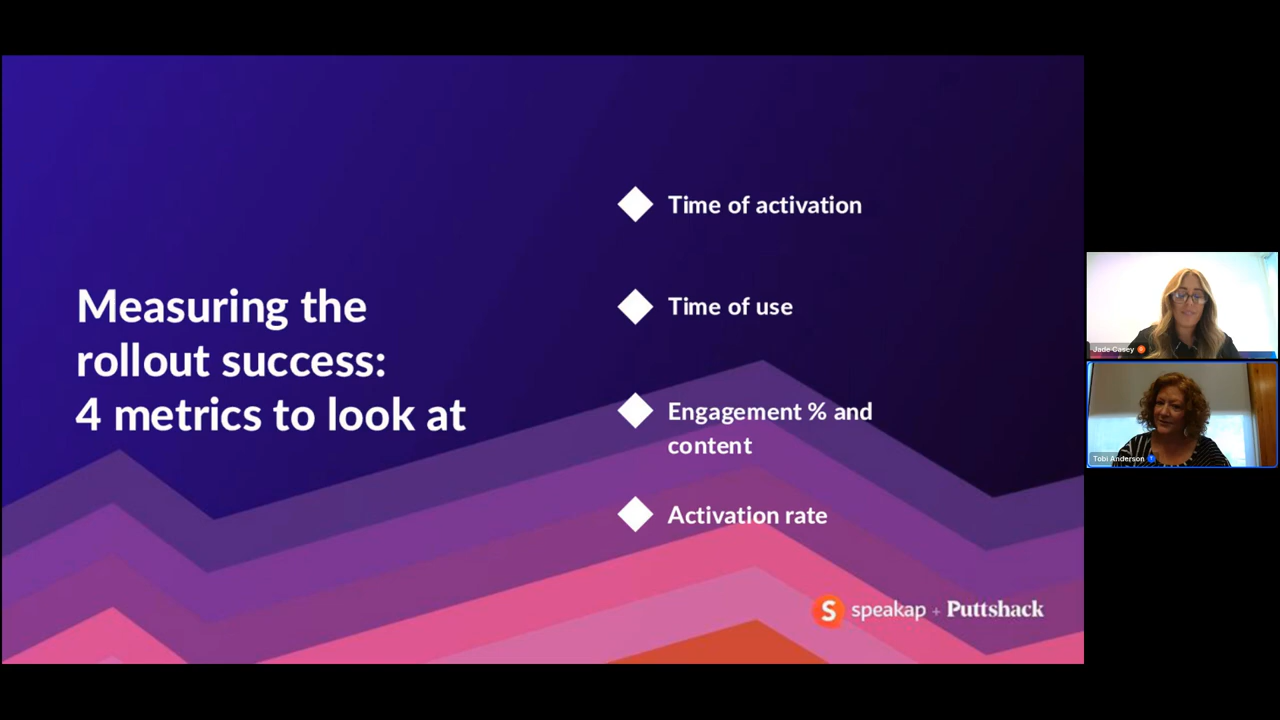 Measuring the
rollout success:
4 metrics to look at
Time of activation
Time of use
Engagement % and
content
Activation rate
S speakap + Puttshack
Jade Casey
Tobi Anderson